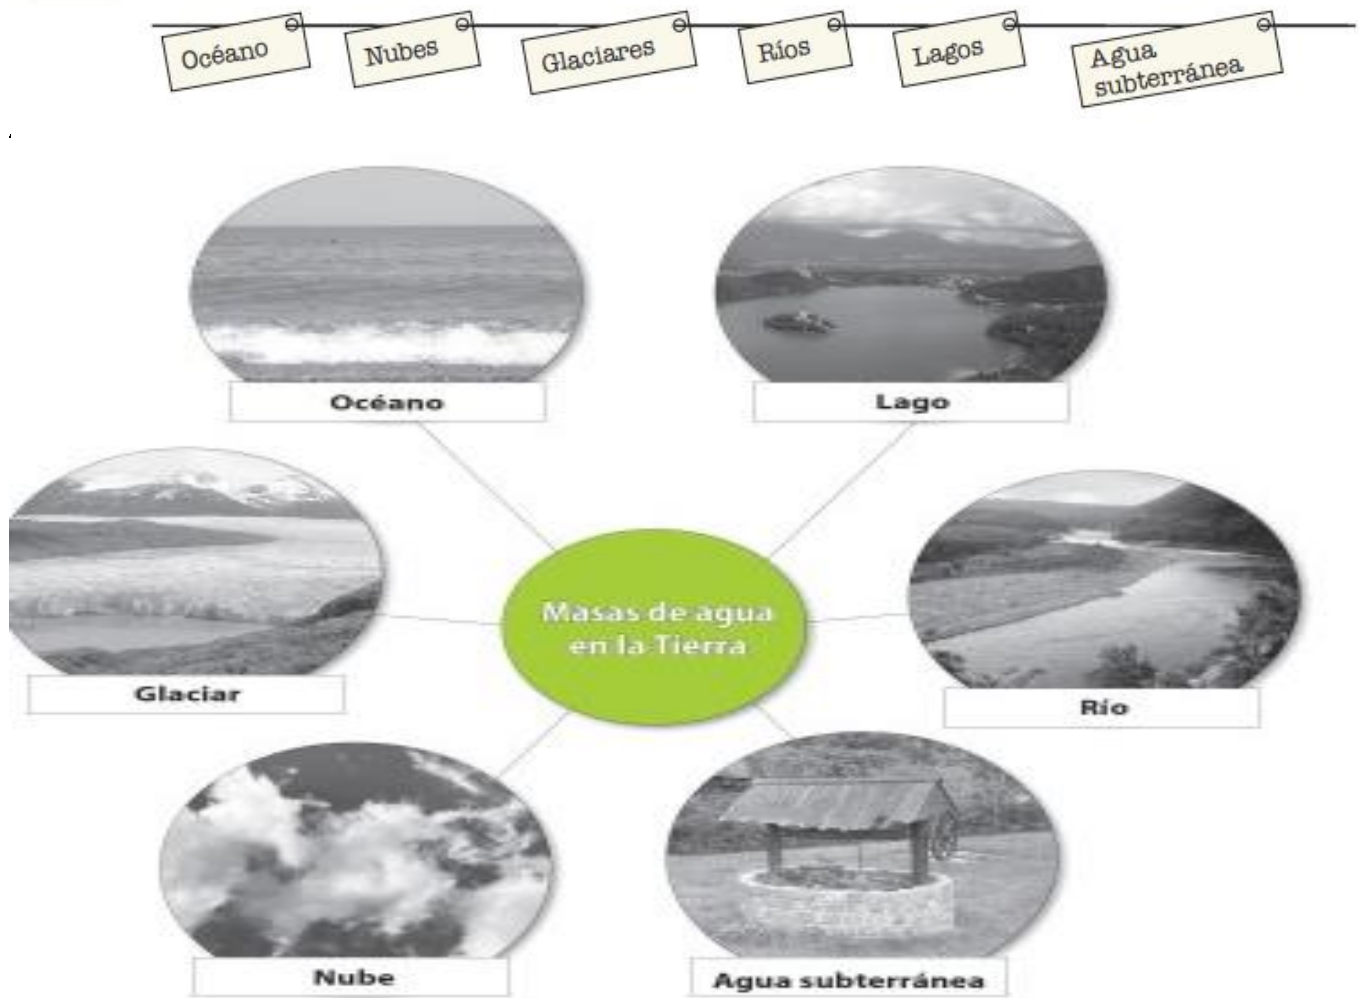 Océano
Nubes
Glaciares
Ríos
Lagos
Agua
subterránea
Océano
Lago
Masas de agua
en la Tierra
Glaciar
Río
Nube
Agua subterránea